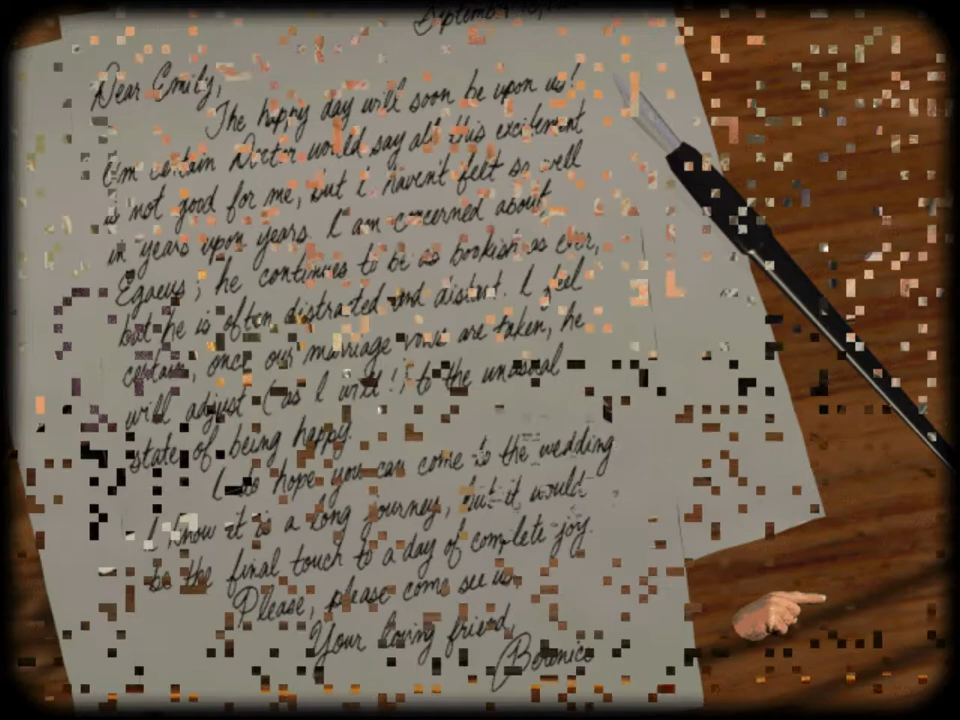 September
Dear Emily,
The happy day will soon be upon us!
I'm certain Doctor would say all this excitement
is not good for me, but I haven't felt so well
in years upon years. I am concerned about
Egaeus; he continues to be as bookish as ever,
but he is often distracted and distant. I feel
certain, once our marriage vows are taken, he
will adjust (as I will!) to the unusual
state of being happy.
I do hope you can come to the wedding
I know it is a long journey, but it would
be the final touch to a day of complete joy.
Please, please come see us.
Your loving friend,
Berenice